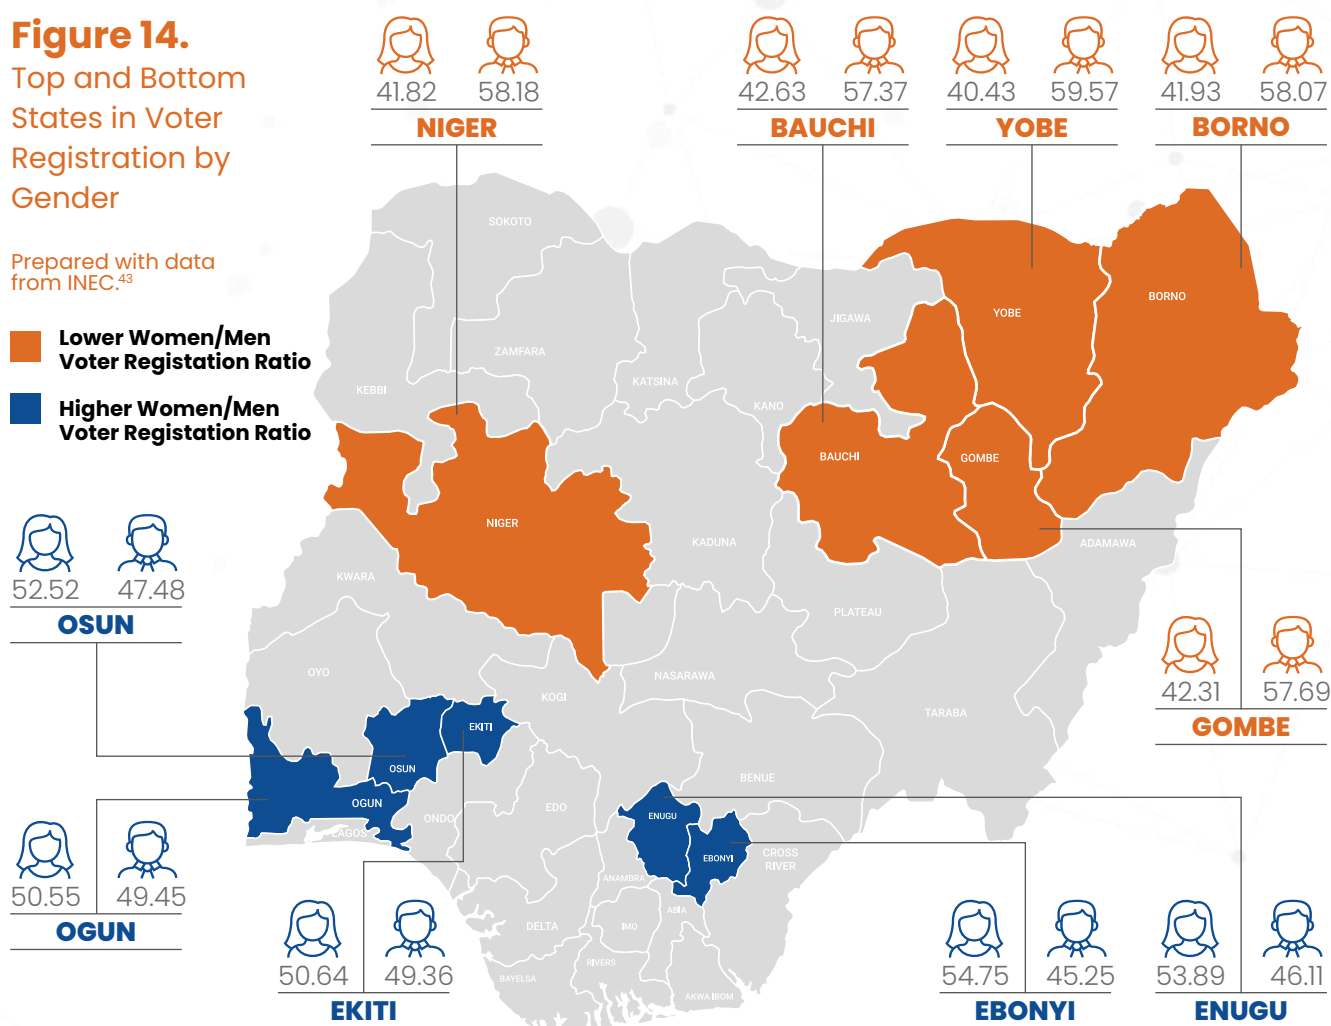 Figure 14.
Top and Bottom
States in Voter
Registration by
Gender
Prepared with data
from INEC.43
Lower Women/Men
Voter Registation Ratio
Higher Women/Men
Voter Registation Ratio
41.82 58.18
NIGER
42.63 57.37
BAUCHI
40.43 59.57
YOBE
41.93 58.07
BORNO
SOKOTO
ZAMFARA
KEBBI
KATSINA
JIGAWA
KANO
YOBE
BORNO
BAUCHI
GOMBE
NIGER
KADUNA
ADAMAWA
KWARA
PLATEAU
OYO
NASARAWA
KOGI
TARABA
EKITI
OSUN
BENUE
OGUN
LAGOS
ONDO
EDO
ENUGU
EBONYI
CROSS
RIVER
ANAMBRA
ABIA
IMO
DELTA
RIVERS
BAYELSA
AKWA IBOM
52.52 47.48
OSUN
50.55 49.45
OGUN
50.64 49.36
EKITI
42.31 57.69
GOMBE
54.75 45.25
EBONYI
53.89 46.11
ENUGU